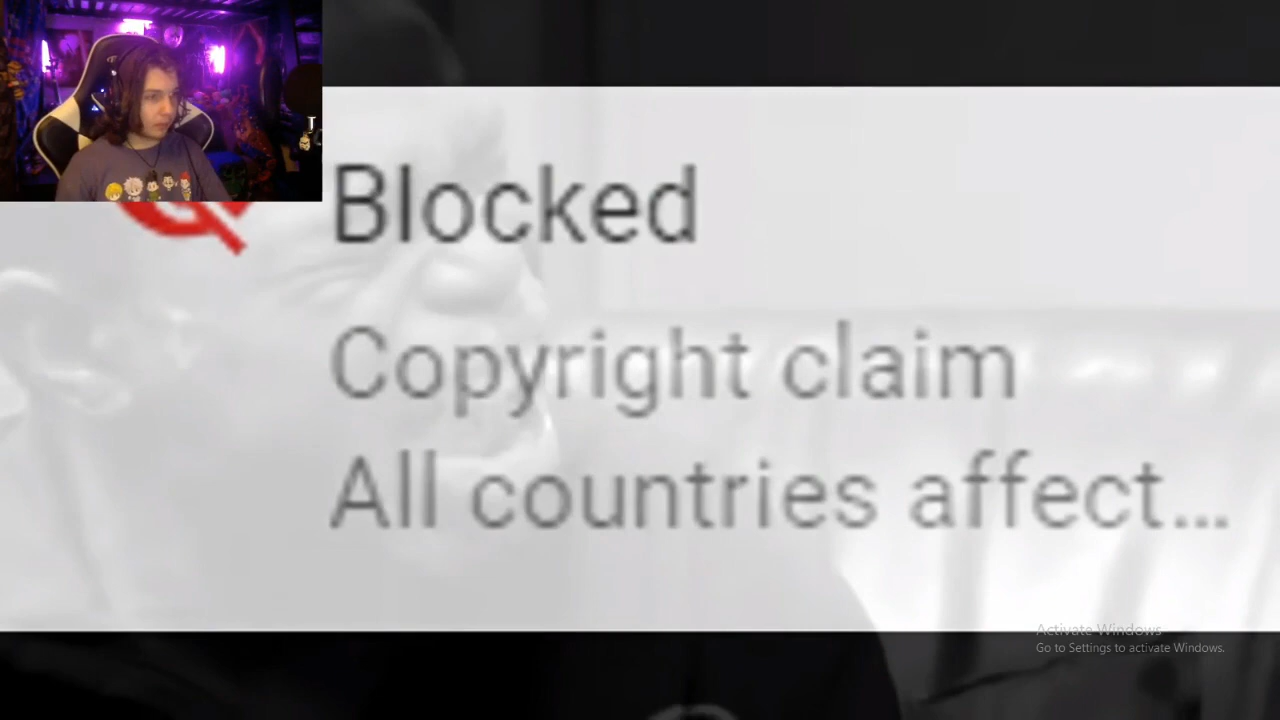 Blocked
Copyright claim
All countries affect...
Activate Windows
Go to Settings to activate Windows.